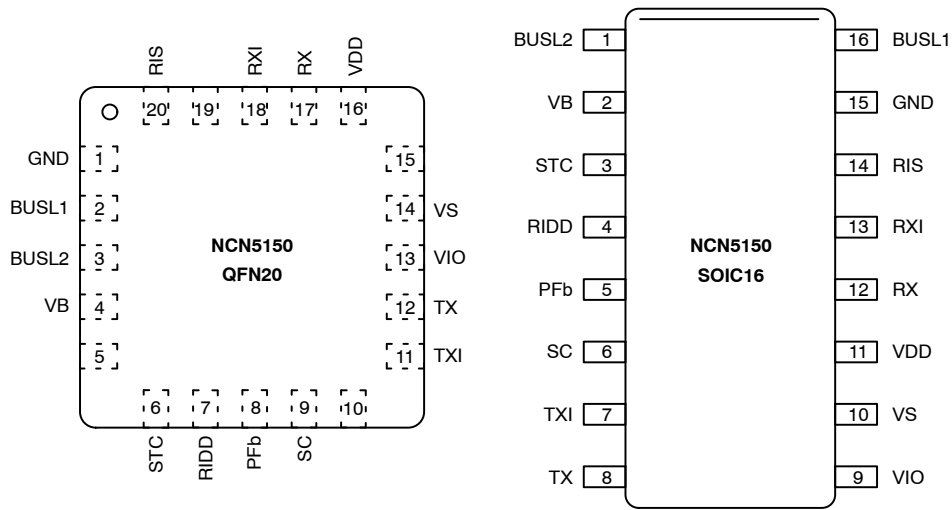 RIS
RXI
RX
VDD
20
19
18
17
16
GND
1
15
BUSL1
2
14
VS
BUSL2
3
13
VIO
VB
4
12
TX
5
11
TXI
NCN5150
QFN20
6
7
8
9
10
STC
RIDD
PFb
SC
BUSL2
1
16
BUSL1
VB
2
15
GND
STC
3
14
RIS
RIDD
4
13
RXI
NCN5150
SOIC16
PFb
5
12
RX
SC
6
11
VDD
TXI
7
10
VS
TX
8
9
VIO